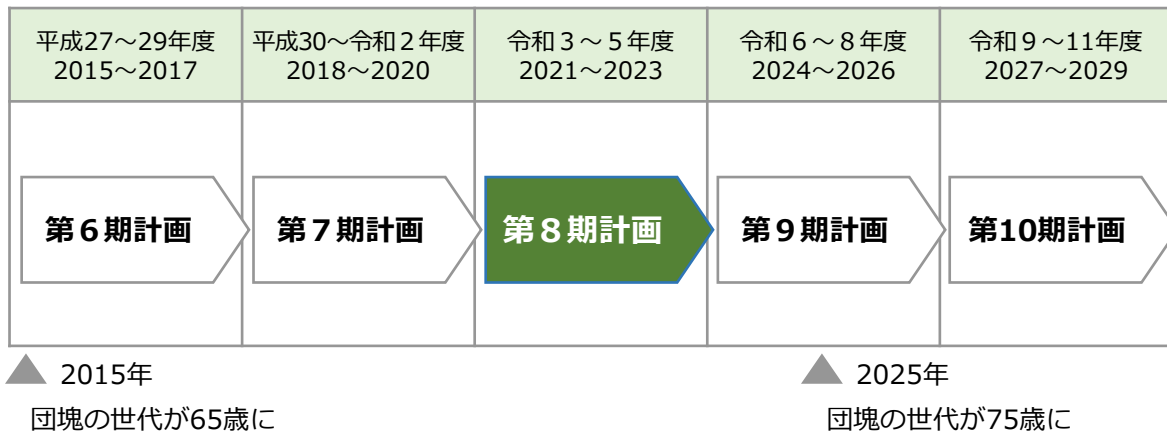 平成27～29年度
2015～2017
平成30～令和２年度
2018～2020
令和３～５年度
2021～2023
令和６～８年度
2024～2026
令和９～11年度
2027～2029
第６期計画
第７期計画
第８期計画
第９期計画
第10期計画
2015年
団塊の世代が65歳に
2025年
団塊の世代が75歳に